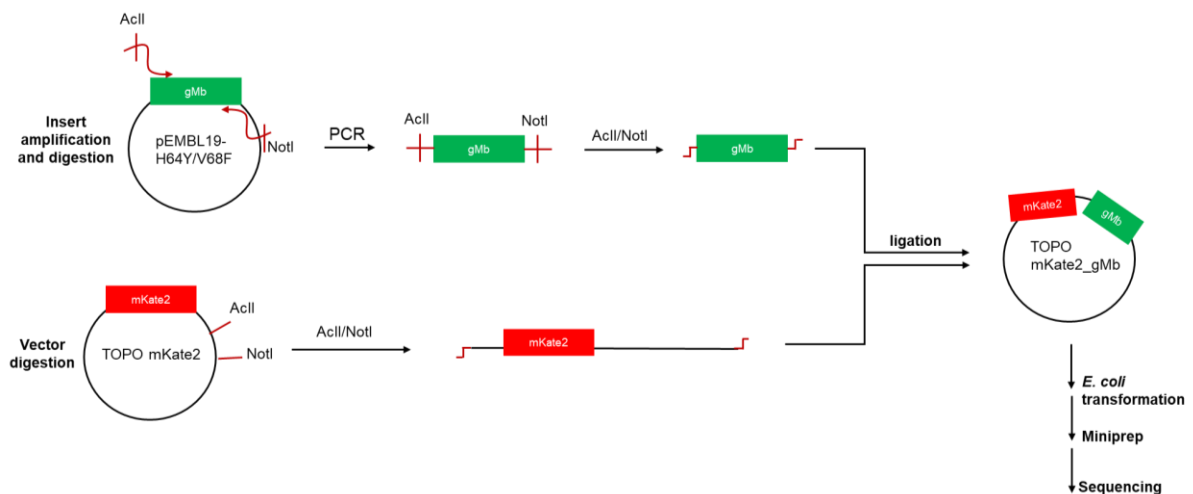 AclI
gMb
Insert
amplification
and digestion
pEMBL19-
H64Y/V68F
NotI
PCR
AclI
NotI
gMb
AclI/NotI
gMb
ligation
mKate2
gMb
TOPO
mKate2_gMb
mKate2
AclI
Vector
digestion
TOPO mKate2
NotI
AclI/NotI
mKate2
E. coli
transformation
Miniprep
Sequencing